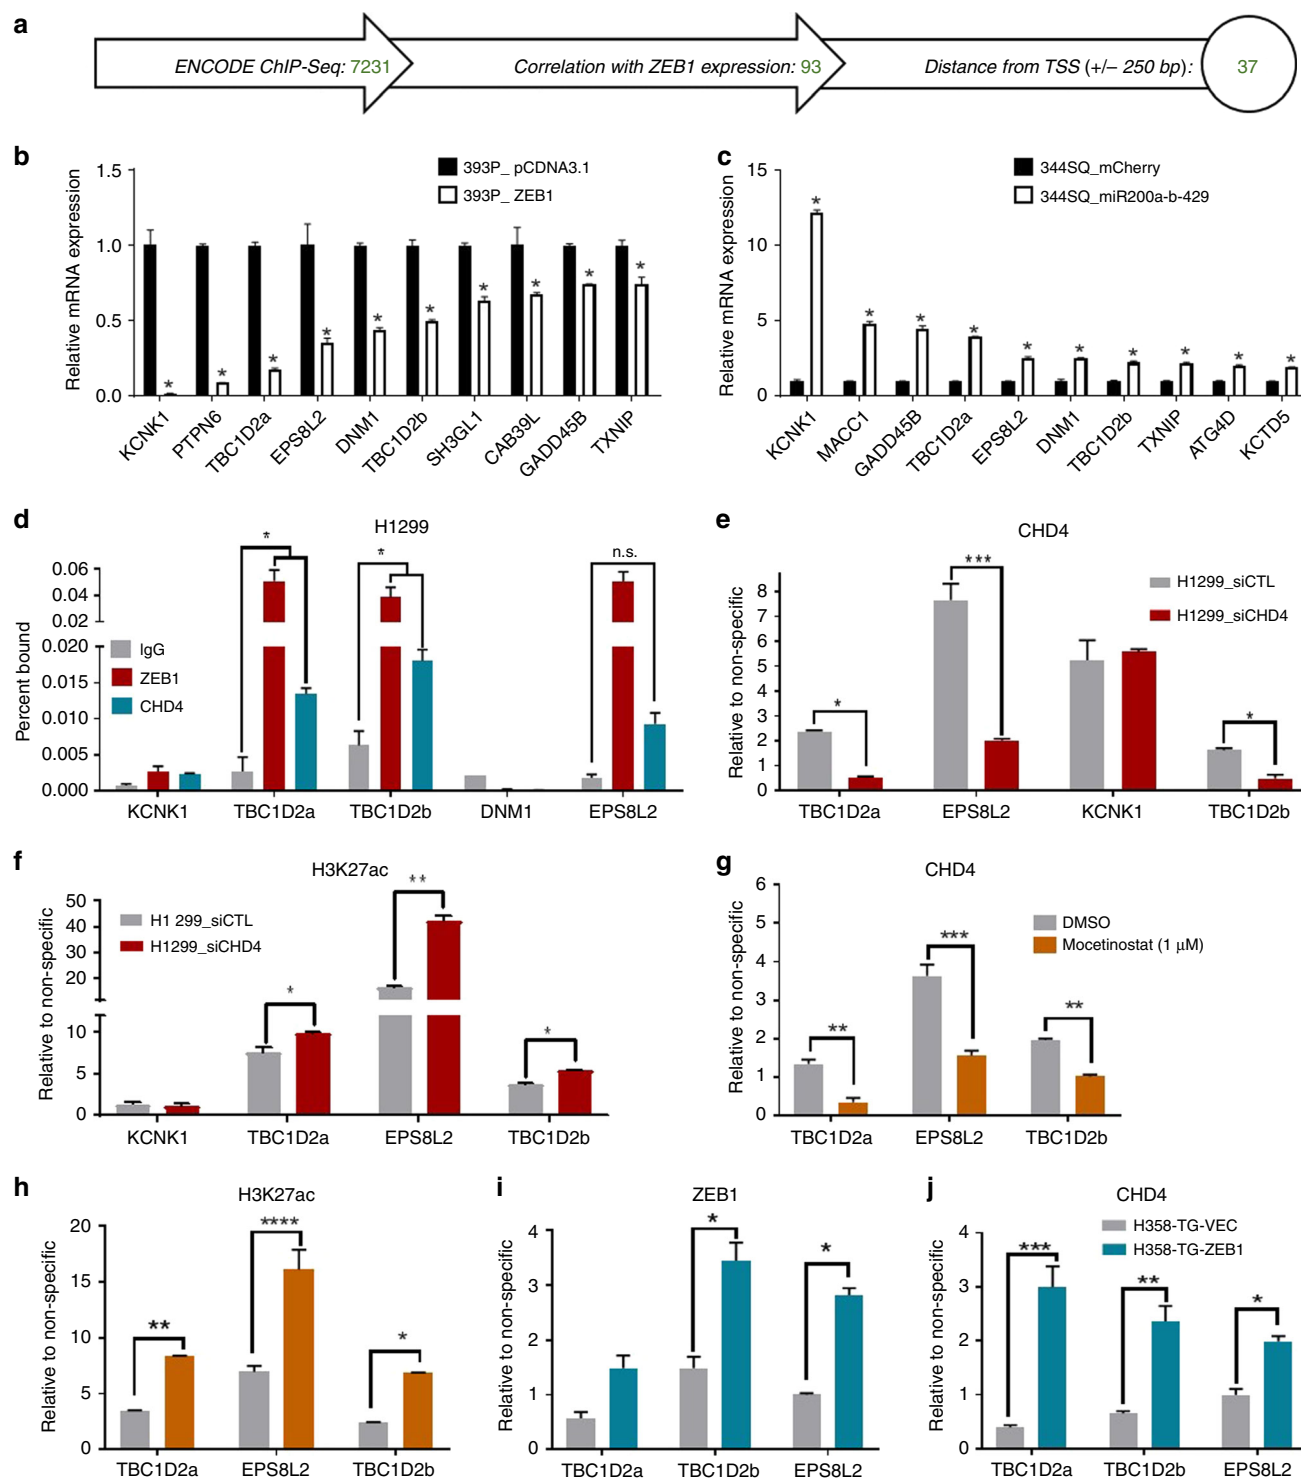 a
ENCODE ChIP-Seq: 7231
Correlation with ZEB1 expression: 93
Distance from TSS (+/– 250 bp):
37
b
393P_ pCDNA3.1
393P_ ZEB1
Relative mRNA expression
1.5
1.0
0.5
0.0
* * * * * * * * * *
KCNK1 PTPN6 TBC1D2a EPS8L2 DNM1 TBC1D2b SH3GL1 CAB39L GADD45B TXNIP
c
344SQ_mCherry
344SQ_miR200a-b-429
Relative mRNA expression
15
10
5
0
* * * * * * * * * *
KCNK1 MACC1 GADD45B TBC1D2a EPS8L2 DNM1 TBC1D2b TXNIP ATG4D KCTD5
d
H1299
Percent bound
0.06
0.04
0.02
0.020
0.015
0.010
0.005
0.000
IgG
ZEB1
CHD4
* * n.s.
KCNK1 TBC1D2a TBC1D2b DNM1 EPS8L2
e
CHD4
H1299_siCTL
H1299_siCHD4
Relative to non-specific
8
7
6
5
4
3
2
1
0
* *** *
TBC1D2a EPS8L2 KCNK1 TBC1D2b
f
H3K27ac
H1 299_siCTL
H1299_siCHD4
Relative to non-specific
50
40
30
20
10
5
0
* ** *
KCNK1 TBC1D2a EPS8L2 TBC1D2b
g
CHD4
DMSO
Mocetinostat (1 μM)
Relative to non-specific
6
5
4
3
2
1
0
** *** **
TBC1D2a EPS8L2 TBC1D2b
h
H3K27ac
Relative to non-specific
20
15
10
5
0
** **** *
TBC1D2a EPS8L2 TBC1D2b
i
ZEB1
Relative to non-specific
4
3
2
1
0
* *
TBC1D2a TBC1D2b EPS8L2
j
CHD4
H358-TG-VEC
H358-TG-ZEB1
Relative to non-specific
4
3
2
1
0
*** ** *
TBC1D2a TBC1D2b EPS8L2